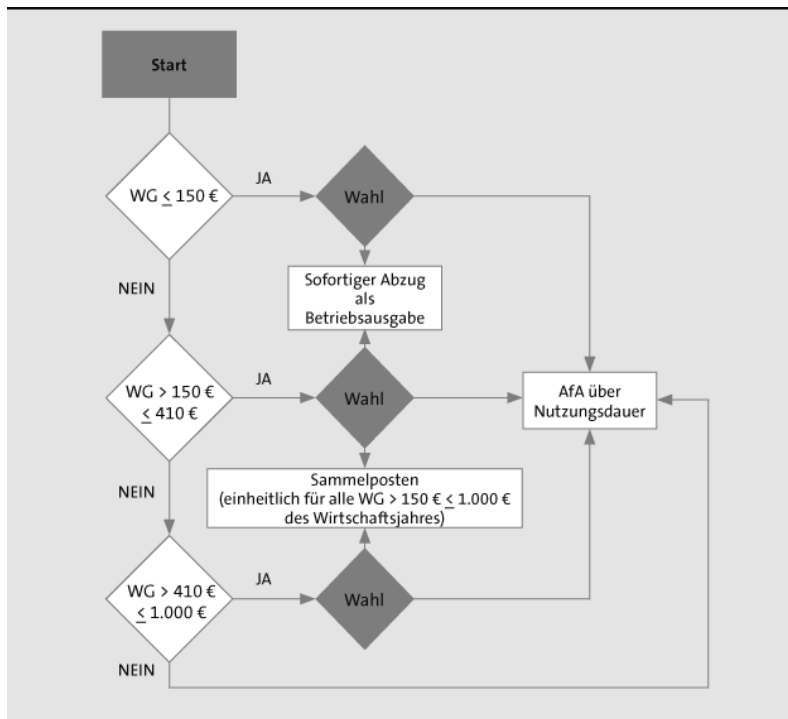 Start
WG ≤ 150 €
JA
Wahl
NEIN
Sofortiger Abzug
als
Betriebsausgabe
WG > 150 €
≤ 410 €
JA
Wahl
AfA über
Nutzungsdauer
NEIN
Sammelposten
(einheitlich für alle WG > 150 € ≤ 1.000 €
des Wirtschaftsjahres)
WG > 410 €
≤ 1.000 €
JA
Wahl
NEIN